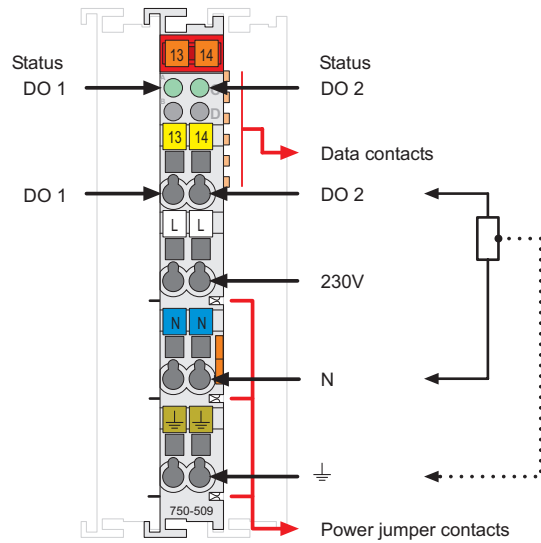 13 14
Status
DO 1
Status
DO 2
A C
B D
13 14
Data contacts
DO 1
DO 2
L L
230V
N N
N
750-509
Power jumper contacts